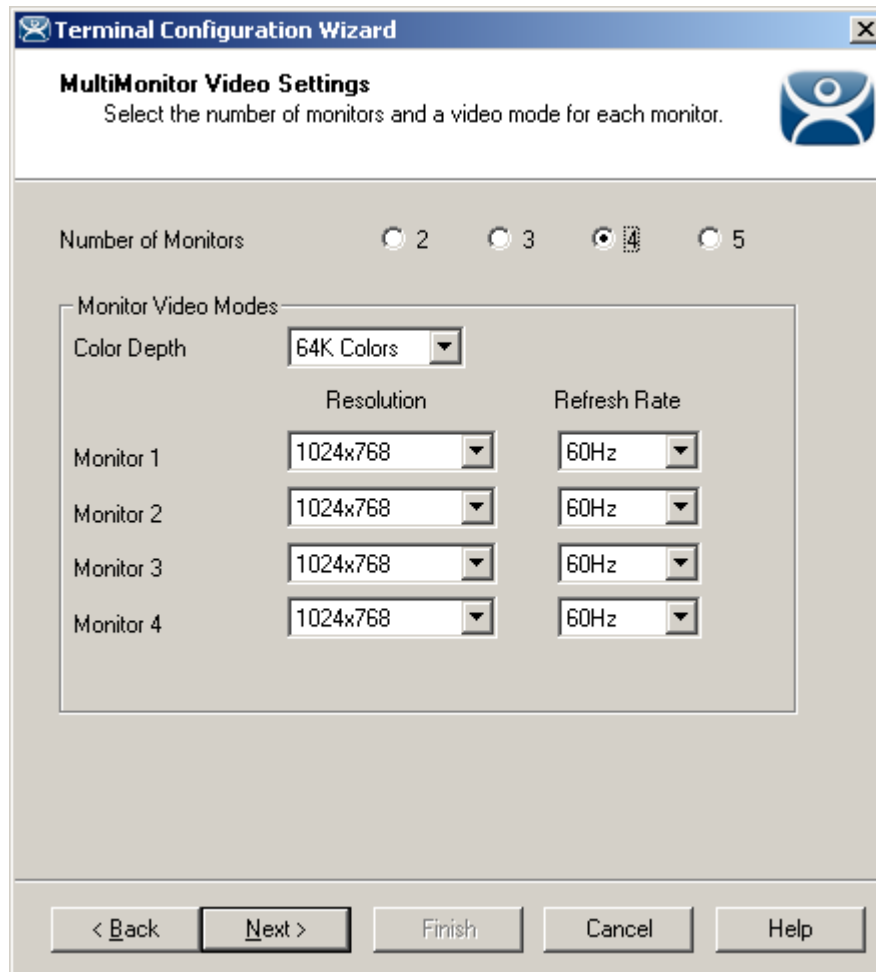 Terminal Configuration Wizard
MultiMonitor Video Settings
Select the number of monitors and a video mode for each monitor.
Number of Monitors 2 3 4 5
Monitor Video Modes
Color Depth 64K Colors
Resolution Refresh Rate
Monitor 1 1024x768 60Hz
Monitor 2 1024x768 60Hz
Monitor 3 1024x768 60Hz
Monitor 4 1024x768 60Hz
< Back Next > Finish Cancel Help